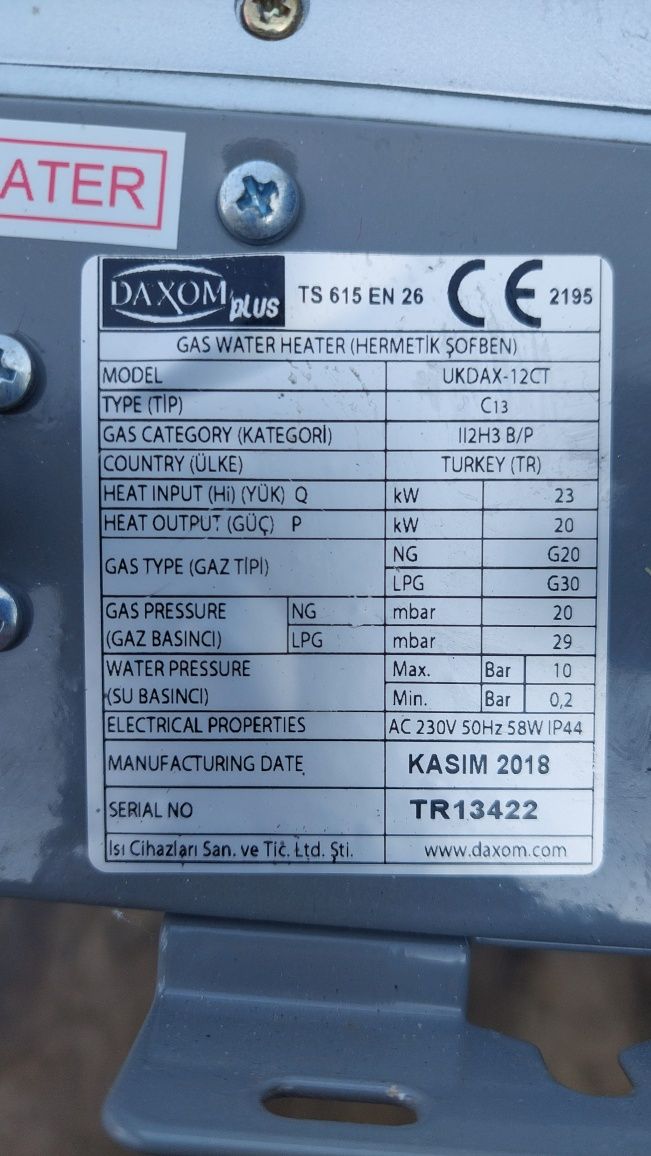 ATER
DAXOM plus TS 615 EN 26 CE 2195
GAS WATER HEATER (HERMETİK ŞOFBEN)
MODEL UKDAX-12CT
TYPE (TİP) C13
GAS CATEGORY (KATEGORİ) II2H3 B/P
COUNTRY (ÜLKE) TURKEY (TR)
HEAT INPUT (Hi) (YÜK) Q kW 23
HEAT OUTPUT (GÜÇ) P kW 20
GAS TYPE (GAZ TİPİ) NG G20
LPG G30
GAS PRESSURE NG mbar 20
(GAZ BASINCI) LPG mbar 29
WATER PRESSURE Max. Bar 10
(SU BASINCI) Min. Bar 0,2
ELECTRICAL PROPERTIES AC 230V 50Hz 58W IP44
MANUFACTURING DATE KASIM 2018
SERIAL NO TR13422
Isı Cihazları San. ve Tic. Ltd. Şti. www.daxom.com